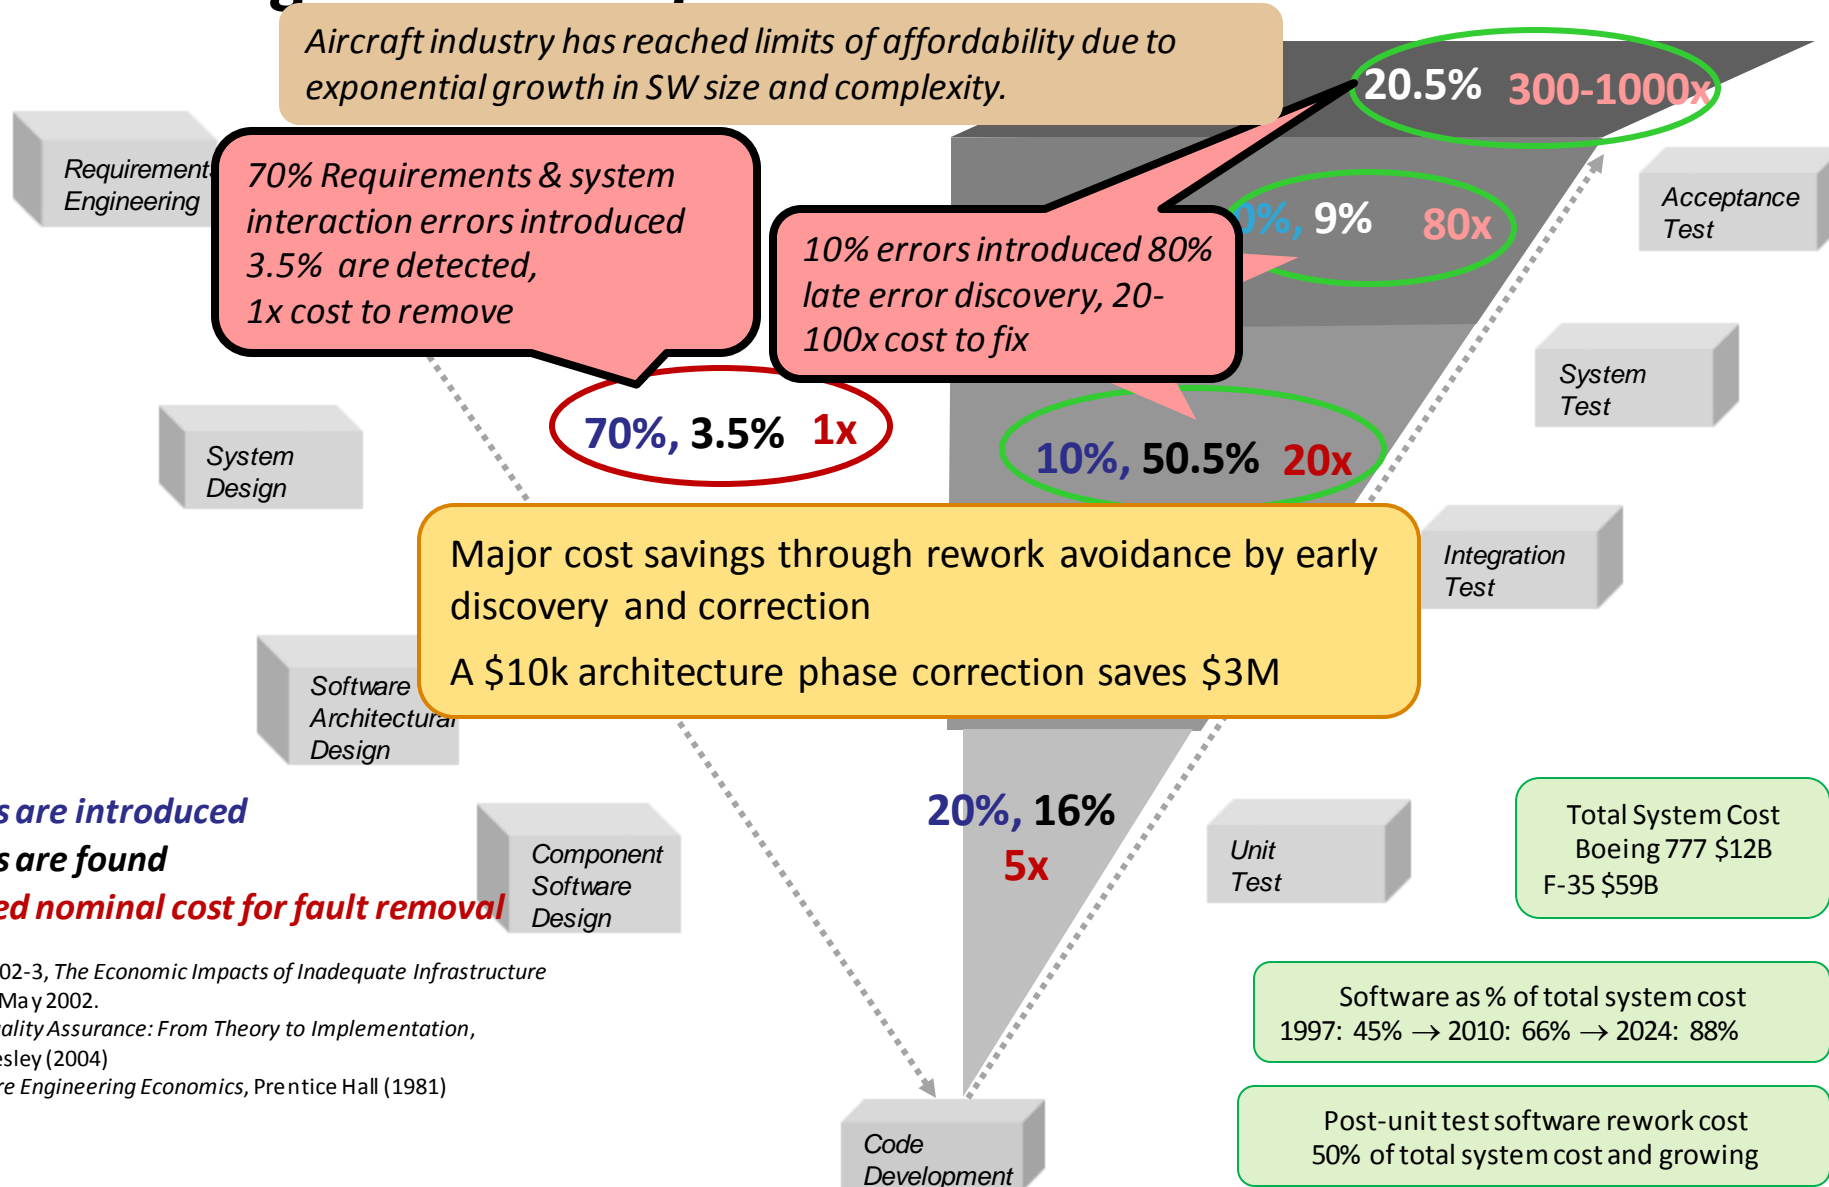 Aircraft industry has reached limits of affordability due to
exponential growth in SW size and complexity.
20.5% 300-1000x
Requirements
Engineering
70% Requirements & system
interaction errors introduced
3.5% are detected,
1x cost to remove
10% errors introduced 80%
late error discovery, 20-
100x cost to fix
0%, 9% 80x
Acceptance
Test
System
Test
70%, 3.5% 1x
10%, 50.5% 20x
System
Design
Major cost savings through rework avoidance by early
discovery and correction
A $10k architecture phase correction saves $3M
Integration
Test
Software
Architectural
Design
are introduced
are found
nominal cost for fault removal
Component
Software
Design
20%, 16%
5x
Unit
Test
Total System Cost
Boeing 777 $12B
F-35 $59B
02-3, The Economic Impacts of Inadequate Infrastructure
May 2002.
Assurance: From Theory to Implementation,
(2004)
Engineering Economics, Prentice Hall (1981)
Software as % of total system cost
1997: 45% → 2010: 66% → 2024: 88%
Post-unit test software rework cost
50% of total system cost and growing
Code
Development